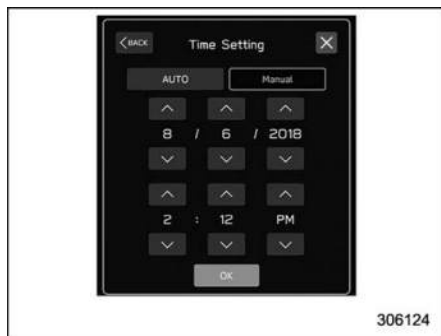 BACK Time Setting
AUTO Manual
8 / 6 / 2018
2 : 12 PM
OK
306124